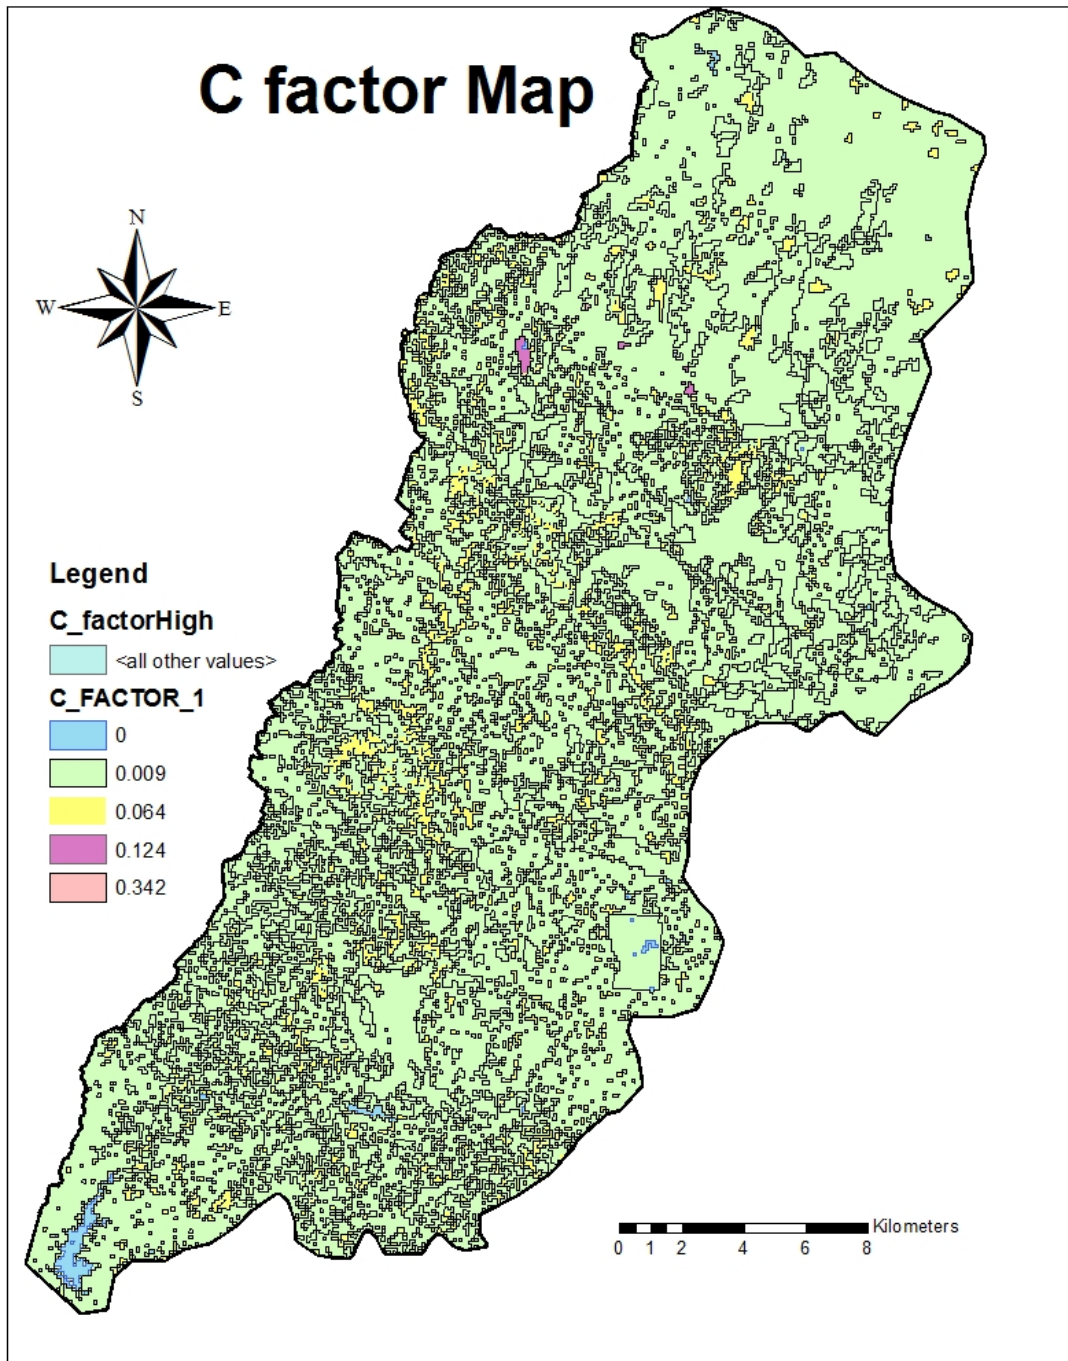 C factor Map
N
W E
S
Legend
C_factorHigh
<all other values>
C_FACTOR_1
0
0.009
0.064
0.124
0.342
Kilometers
0 1 2 4 6 8